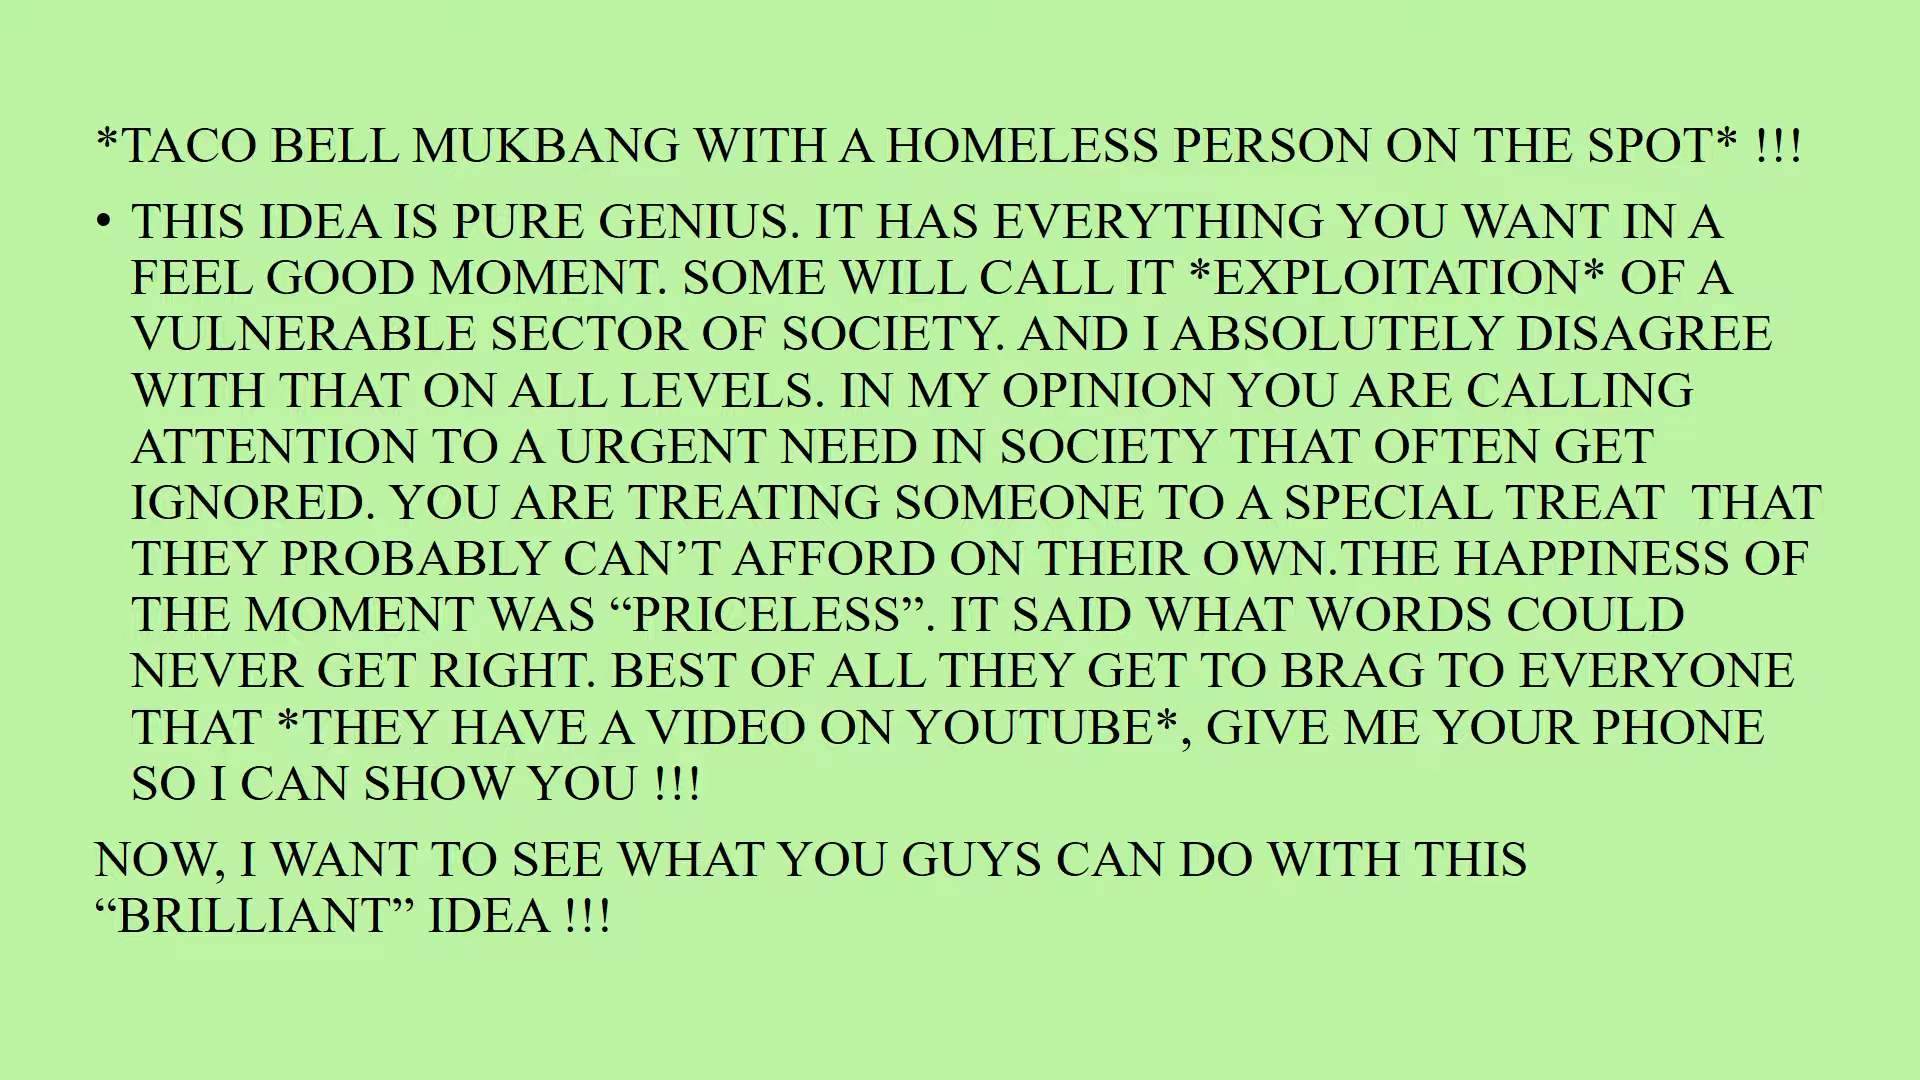 *TACO BELL MUKBANG WITH A HOMELESS PERSON ON THE SPOT* !!!
• THIS IDEA IS PURE GENIUS. IT HAS EVERYTHING YOU WANT IN A
FEEL GOOD MOMENT. SOME WILL CALL IT *EXPLOITATION* OF A
VULNERABLE SECTOR OF SOCIETY. AND I ABSOLUTELY DISAGREE
WITH THAT ON ALL LEVELS. IN MY OPINION YOU ARE CALLING
ATTENTION TO A URGENT NEED IN SOCIETY THAT OFTEN GET
IGNORED. YOU ARE TREATING SOMEONE TO A SPECIAL TREAT  THAT
THEY PROBABLY CAN’T AFFORD ON THEIR OWN.THE HAPPINESS OF
THE MOMENT WAS “PRICELESS”. IT SAID WHAT WORDS COULD
NEVER GET RIGHT. BEST OF ALL THEY GET TO BRAG TO EVERYONE
THAT *THEY HAVE A VIDEO ON YOUTUBE*, GIVE ME YOUR PHONE
SO I CAN SHOW YOU !!!
NOW, I WANT TO SEE WHAT YOU GUYS CAN DO WITH THIS
“BRILLIANT” IDEA !!!